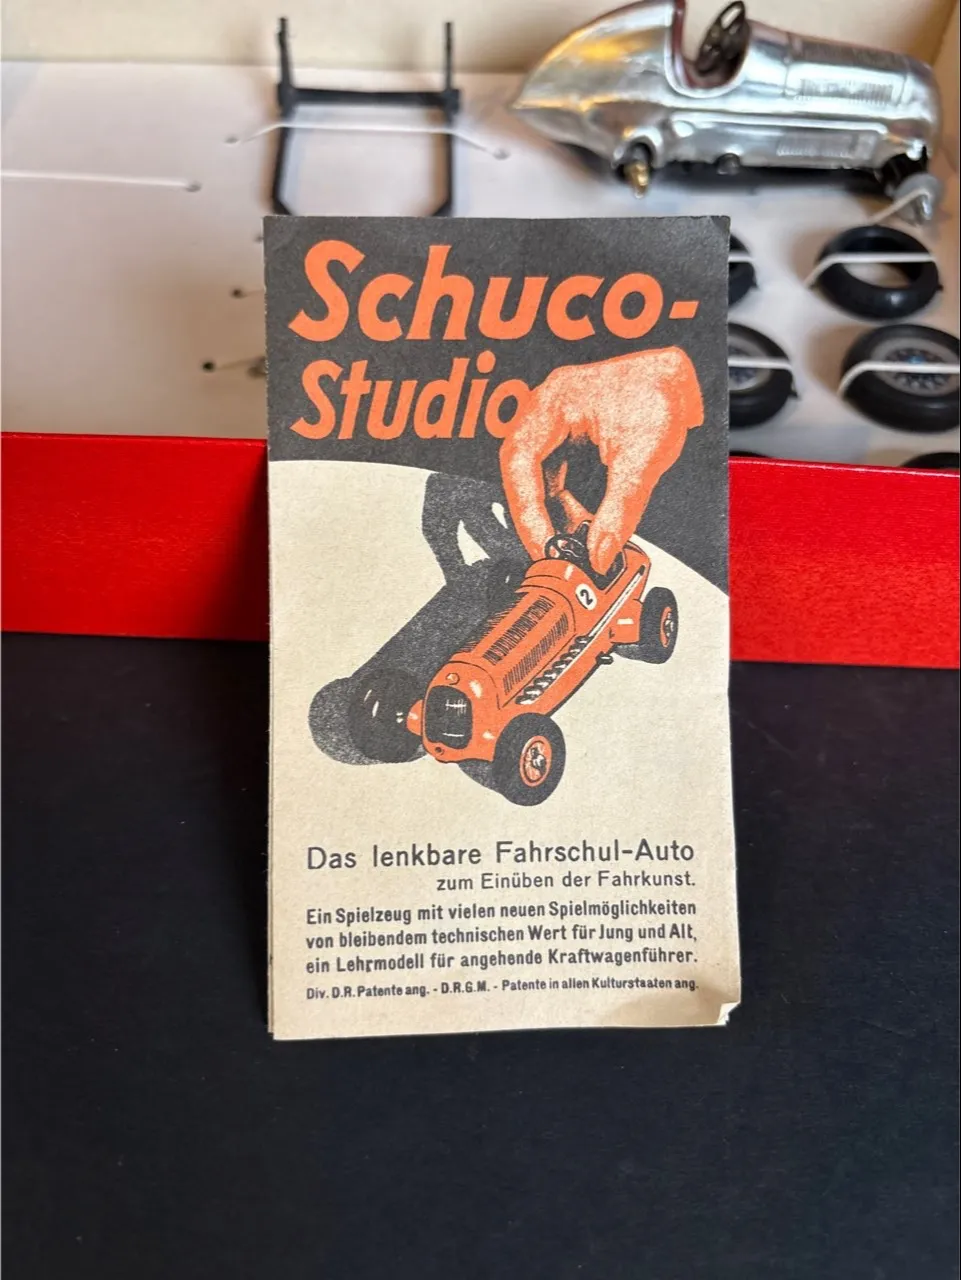 Schuco-
Studio
2
Das lenkbare Fahrschul-Auto
zum Einüben der Fahrkunst.
Ein Spielzeug mit vielen neuen Spielmöglichkeiten
von bleibendem technischen Wert für Jung und Alt,
ein Lehrmodell für angehende Kraftwagenführer.
Div. D.R. Patente ang. - D.R.G.M. - Patente in allen Kulturstaaten ang.